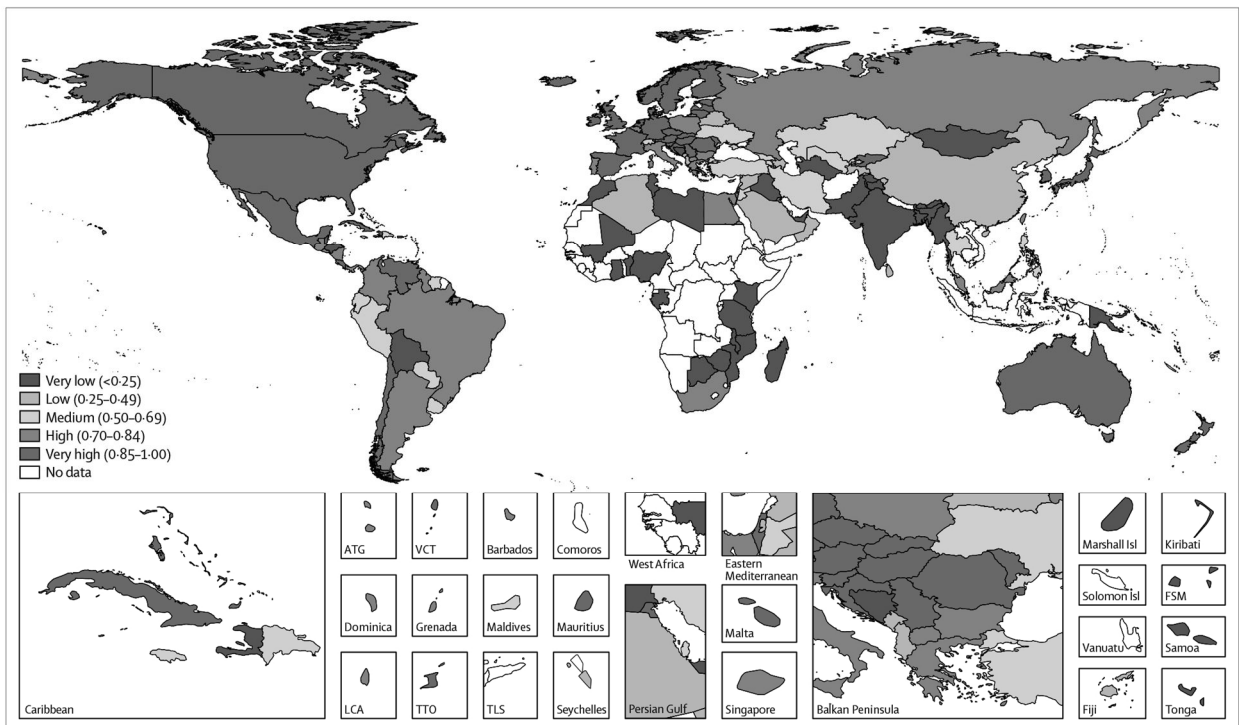 Very low (<0·25)
Low (0·25–0·49)
Medium (0·50–0·69)
High (0·70–0·84)
Very high (0·85–1·00)
No data
Caribbean
ATG
VCT
Barbados
Comoros
West Africa
Eastern
Mediterranean
Dominica
Grenada
Maldives
Mauritius
Malta
LCA
TTO
TLS
Seychelles
Persian Gulf
Singapore
Balkan Peninsula
Marshall Isl
Kiribati
Solomon Isl
FSM
Vanuatu
Samoa
Fiji
Tonga